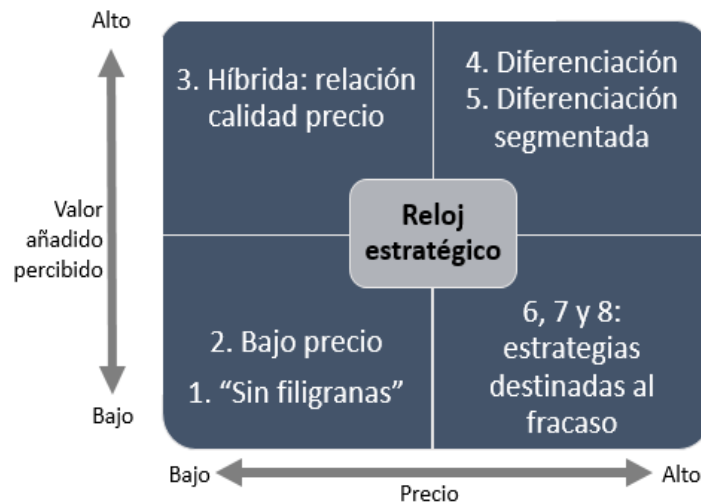 Alto
3. Híbrida: relación
calidad precio
4. Diferenciación
5. Diferenciación
segmentada
Valor
añadido
percibido
Reloj
estratégico
2. Bajo precio
1. “Sin filigranas”
6, 7 y 8:
estrategias
destinadas al
fracaso
Bajo
Bajo
Precio
Alto